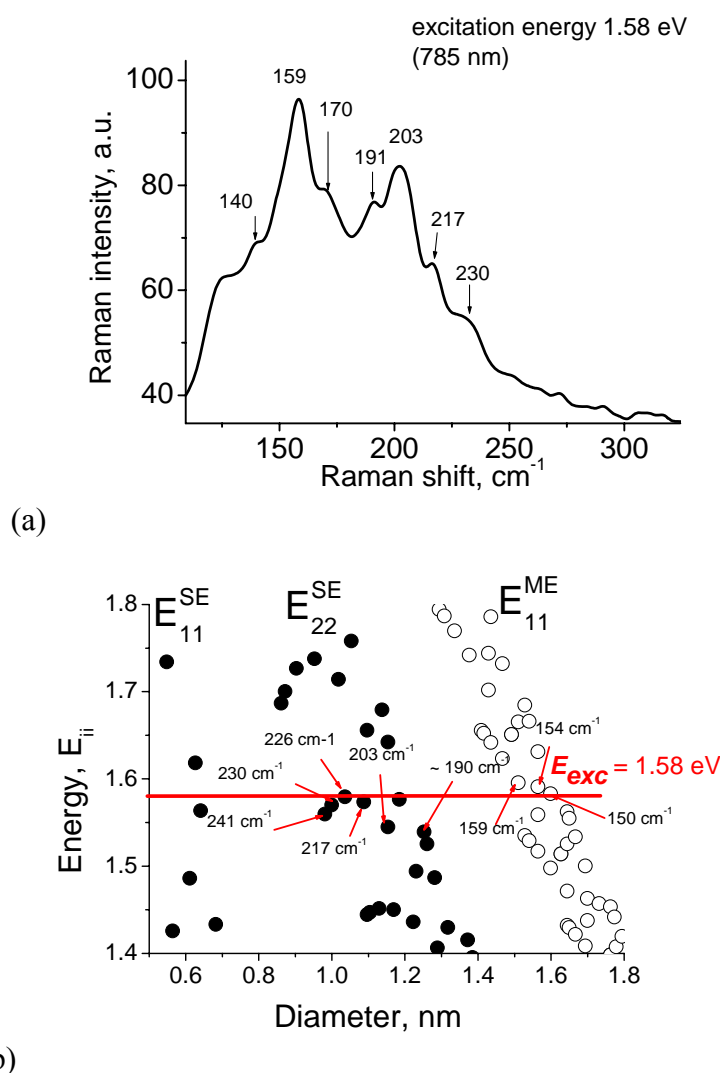 excitation energy 1.58 eV
(785 nm)
100
80
60
40
Raman intensity, a.u.
140
159
170
191
203
217
230
150
200
250
300
Raman shift, cm-1
(a)
1.8
1.7
1.6
1.5
1.4
Energy, Eii
E11SE
E22SE
E11ME
226 cm-1
203 cm-1
~ 190 cm-1
154 cm-1
230 cm-1
Eexc = 1.58 eV
241 cm-1
217 cm-1
159 cm-1
150 cm-1
0.6
0.8
1.0
1.2
1.4
1.6
1.8
Diameter, nm